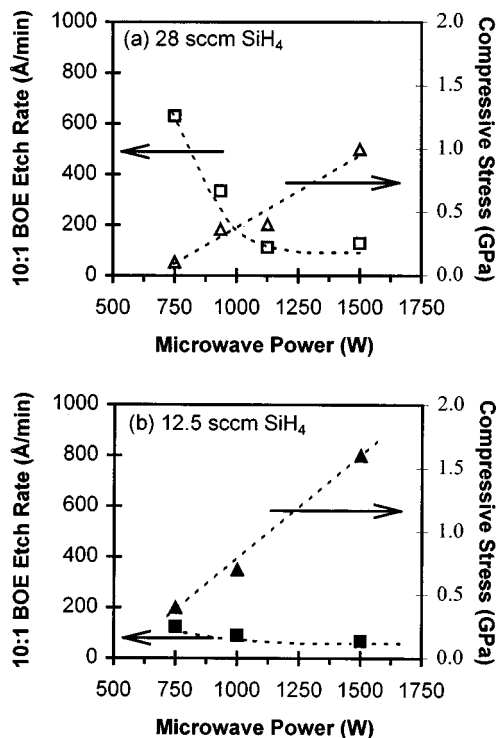 (a) 28 sccm SiH4
10:1 BOE Etch Rate (Å/min)
1000
800
600
400
200
0
2.0
1.5
1.0
0.5
0.0
Compressive Stress (GPa)
500 750 1000 1250 1500 1750
Microwave Power (W)
(b) 12.5 sccm SiH4
10:1 BOE Etch Rate (Å/min)
1000
800
600
400
200
0
2.0
1.5
1.0
0.5
0.0
Compressive Stress (GPa)
500 750 1000 1250 1500 1750
Microwave Power (W)